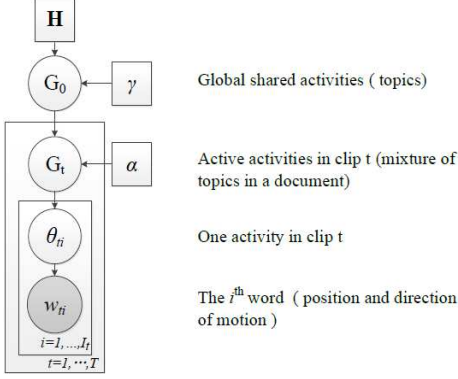 H
G₀
γ
Global shared activities ( topics)
Gₜ
α
Active activities in clip t (mixture of
topics in a document)
θₜᵢ
One activity in clip t
wₜᵢ
The iᵗʰ word ( position and direction
of motion )
i=1,...,Iₜ
t=1,⋯,T